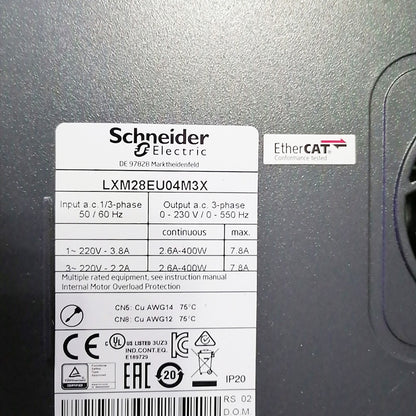 Schneider
Electric
DE 97828 Marktheidenfeld
EtherCAT®
Conformance tested
LXM28EU04M3X
Input a.c. 1/3-phase
50 / 60 Hz
Output a.c. 3-phase
0 - 230 V / 0 - 550 Hz
continuous max.
1~ 220V - 3.8A 2.6A-400W 7.8A
3~ 220V - 2.2A 2.6A-400W 7.8A
Multiple rated equipment, see instruction manual
Internal Motor Overload Protection
CN5: Cu AWG14 75°C
CN8: Cu AWG12 75°C
CE UL US LISTED 3UZ3
IND.CONT.EQ.
E189729
EAC 20 IP20
RS 02
D.O.M